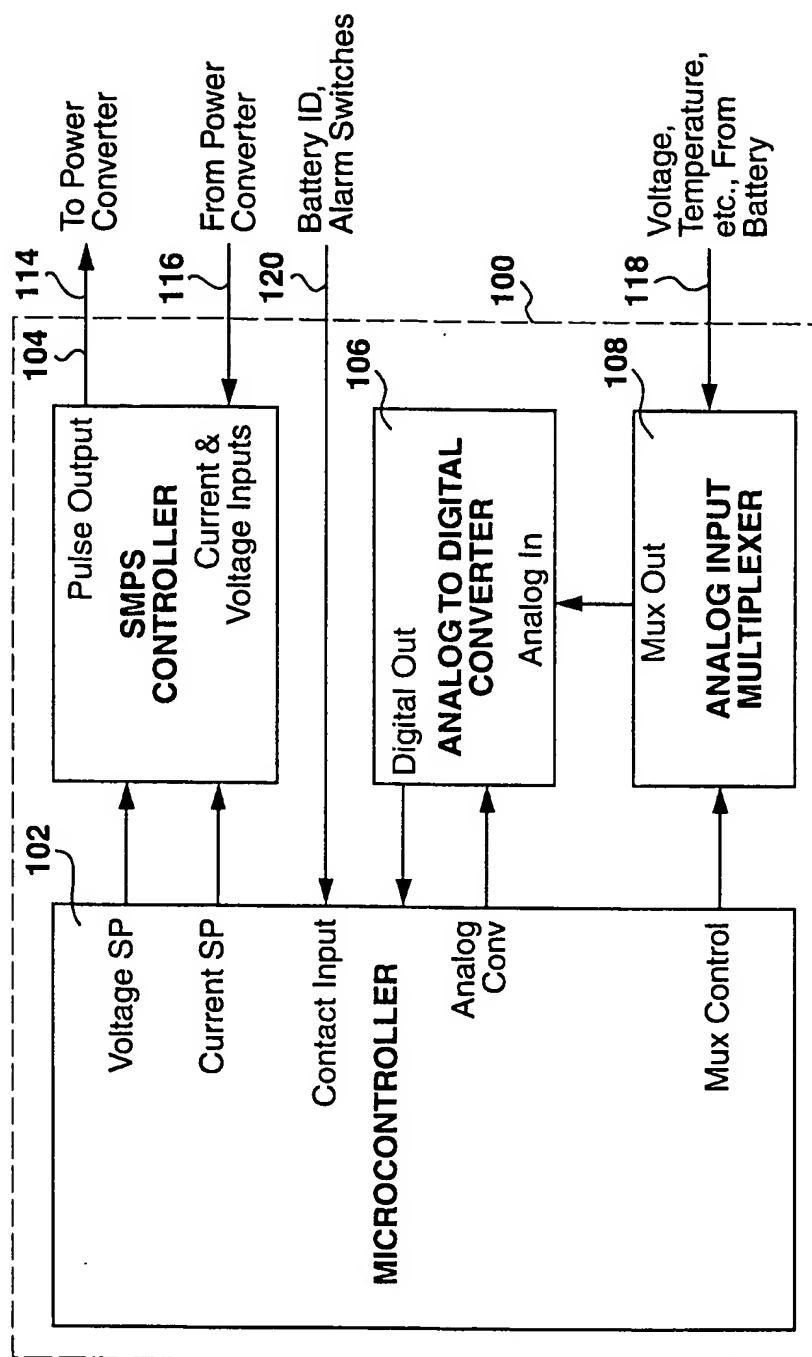 102
Voltage SP
Current SP
Contact Input
MICROCONTROLLER
Analog
Conv
Mux Control
104
Pulse Output
SMPS
CONTROLLER
Current &
Voltage Inputs
114
To Power
Converter
116
From Power
Converter
120
Battery ID,
Alarm Switches
100
106
Digital Out
ANALOG TO DIGITAL
CONVERTER
Analog In
108
Mux Out
ANALOG INPUT
MULTIPLEXER
118
Voltage,
Temperature,
etc., From
Battery